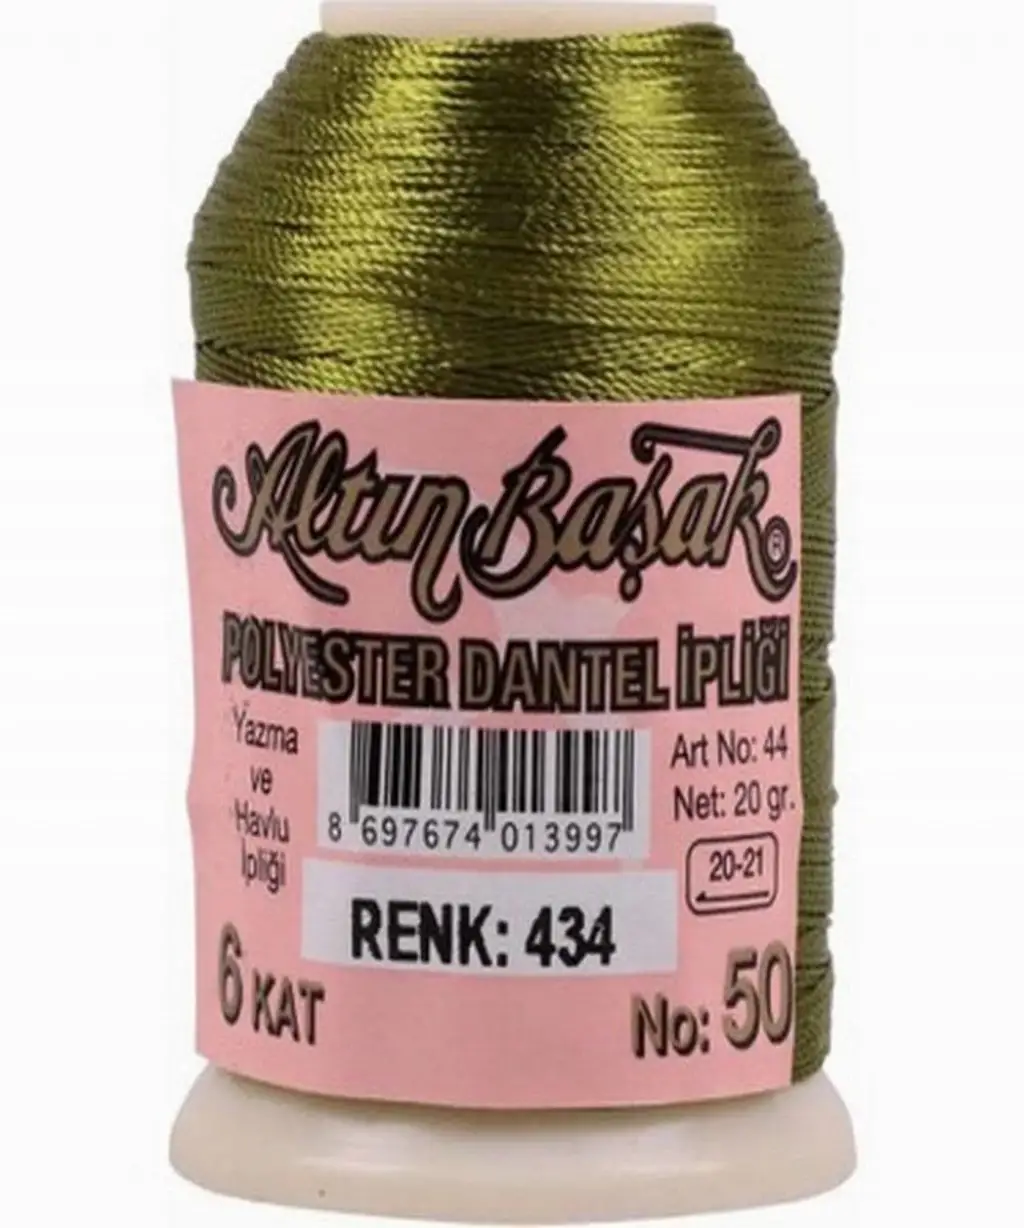 Altın Başak ®
POLYESTER DANTEL İPLİĞİ
Yazma
ve
Havlu
İpliği
8 697674 013997
Art No: 44
Net: 20 gr.
20-21
RENK: 434
6 KAT
No: 50